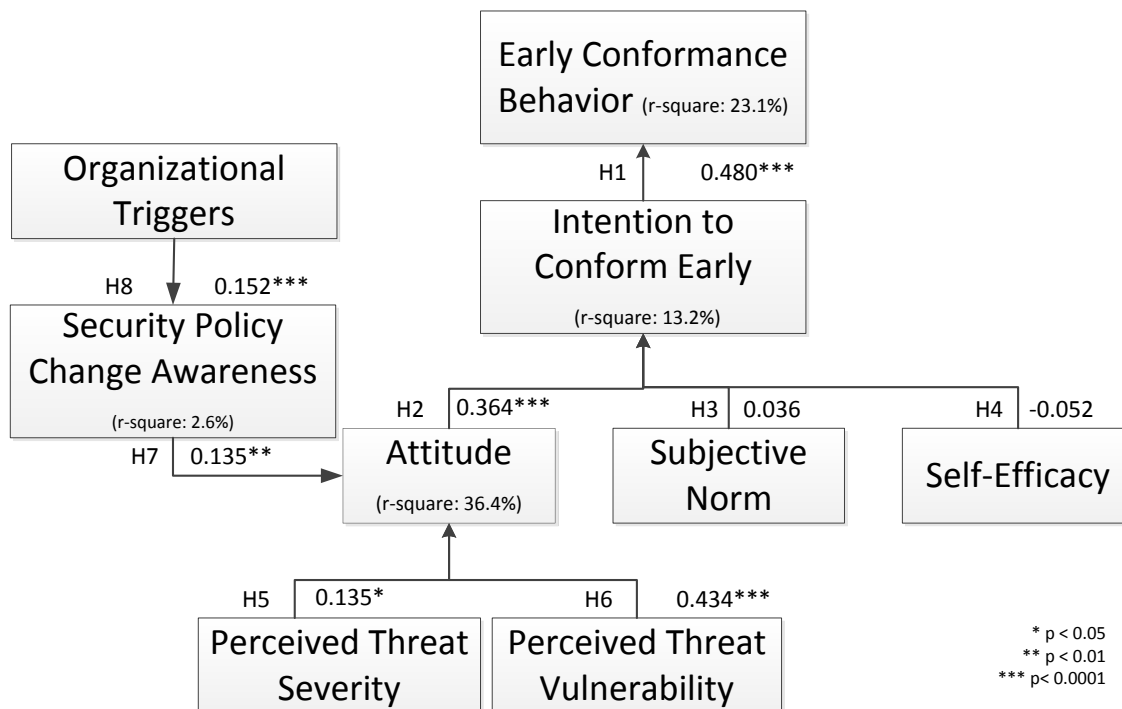 Early Conformance
Behavior (r-square: 23.1%)
H1 0.480***
Organizational
Triggers
Intention to
Conform Early
(r-square: 13.2%)
H8 0.152***
Security Policy
Change Awareness
(r-square: 2.6%)
H2 0.364***
H3 0.036
H4 -0.052
H7 0.135**
Attitude
(r-square: 36.4%)
Subjective
Norm
Self-Efficacy
H5 0.135*
H6 0.434***
Perceived Threat
Severity
Perceived Threat
Vulnerability
* p < 0.05
** p < 0.01
*** p< 0.0001